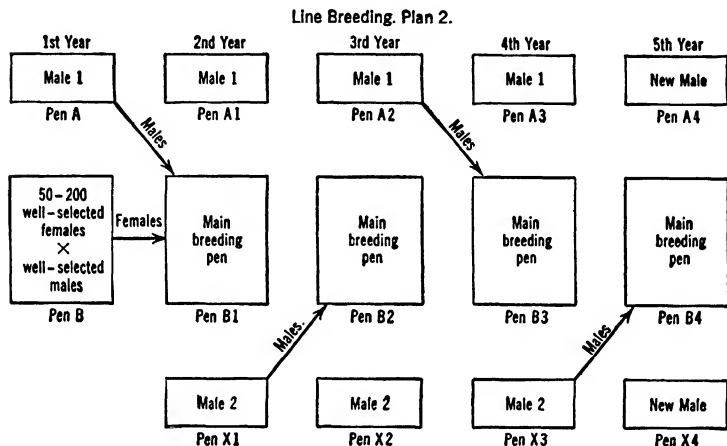 Line Breeding. Plan 2.
1st Year 2nd Year 3rd Year 4th Year 5th Year
Male 1 Male 1 Male 1 Male 1 New Male
Pen A Pen A1 Pen A2 Pen A3 Pen A4
Males
Males
50–200
well-selected
females
×
well-selected
males
Females
Main
breeding
pen
Main
breeding
pen
Main
breeding
pen
Main
breeding
pen
Pen B Pen B1 Pen B2 Pen B3 Pen B4
Males.
Males
Male 2 Male 2 Male 2 New Male
Pen X1 Pen X2 Pen X3 Pen X4